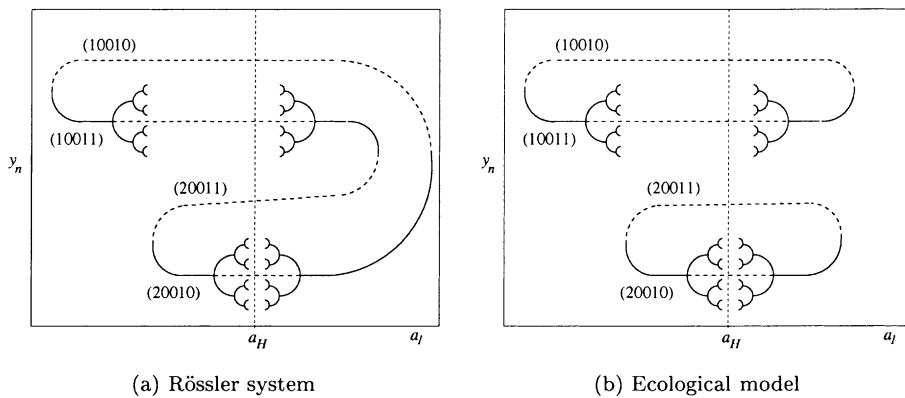 (10010)
(10011)
(20011)
(20010)
y_n
a_H
a_l
(a) Rössler system
(10010)
(10011)
(20011)
(20010)
y_n
a_H
a_l
(b) Ecological model